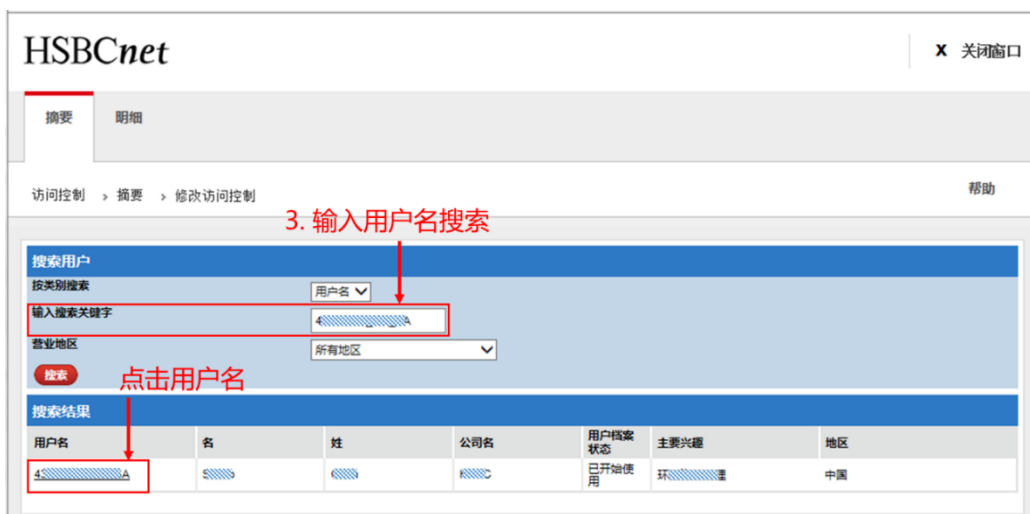 HSBCnet
X 关闭窗口
摘要 明细
访问控制 > 摘要 > 修改访问控制
帮助
3. 输入用户名搜索
搜索用户
按类别搜索 用户名
输入搜索关键字 4 A
营业地区 所有地区
搜索
点击用户名
搜索结果
用户名 名 姓 公司名 用户档案状态 主要兴趣 地区
A S C 已开始使用 环 理 中国